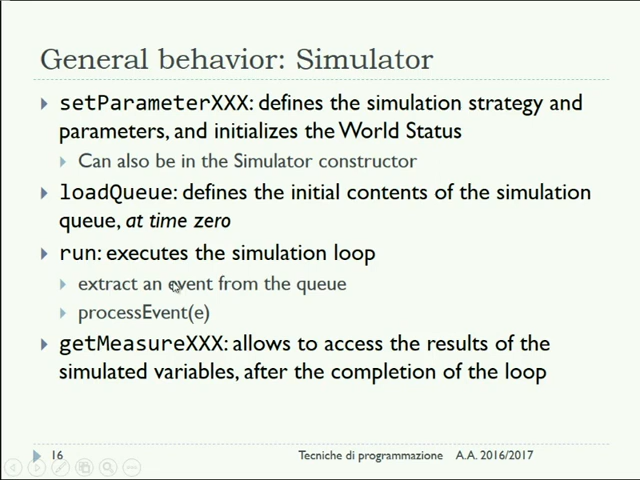 General behavior: Simulator
setParameterXXX: defines the simulation strategy and
parameters, and initializes the World Status
Can also be in the Simulator constructor
loadQueue: defines the initial contents of the simulation
queue, at time zero
run: executes the simulation loop
extract an event from the queue
processEvent(e)
getMeasureXXX: allows to access the results of the
simulated variables, after the completion of the loop
16 Tecniche di programmazione A.A. 2016/2017